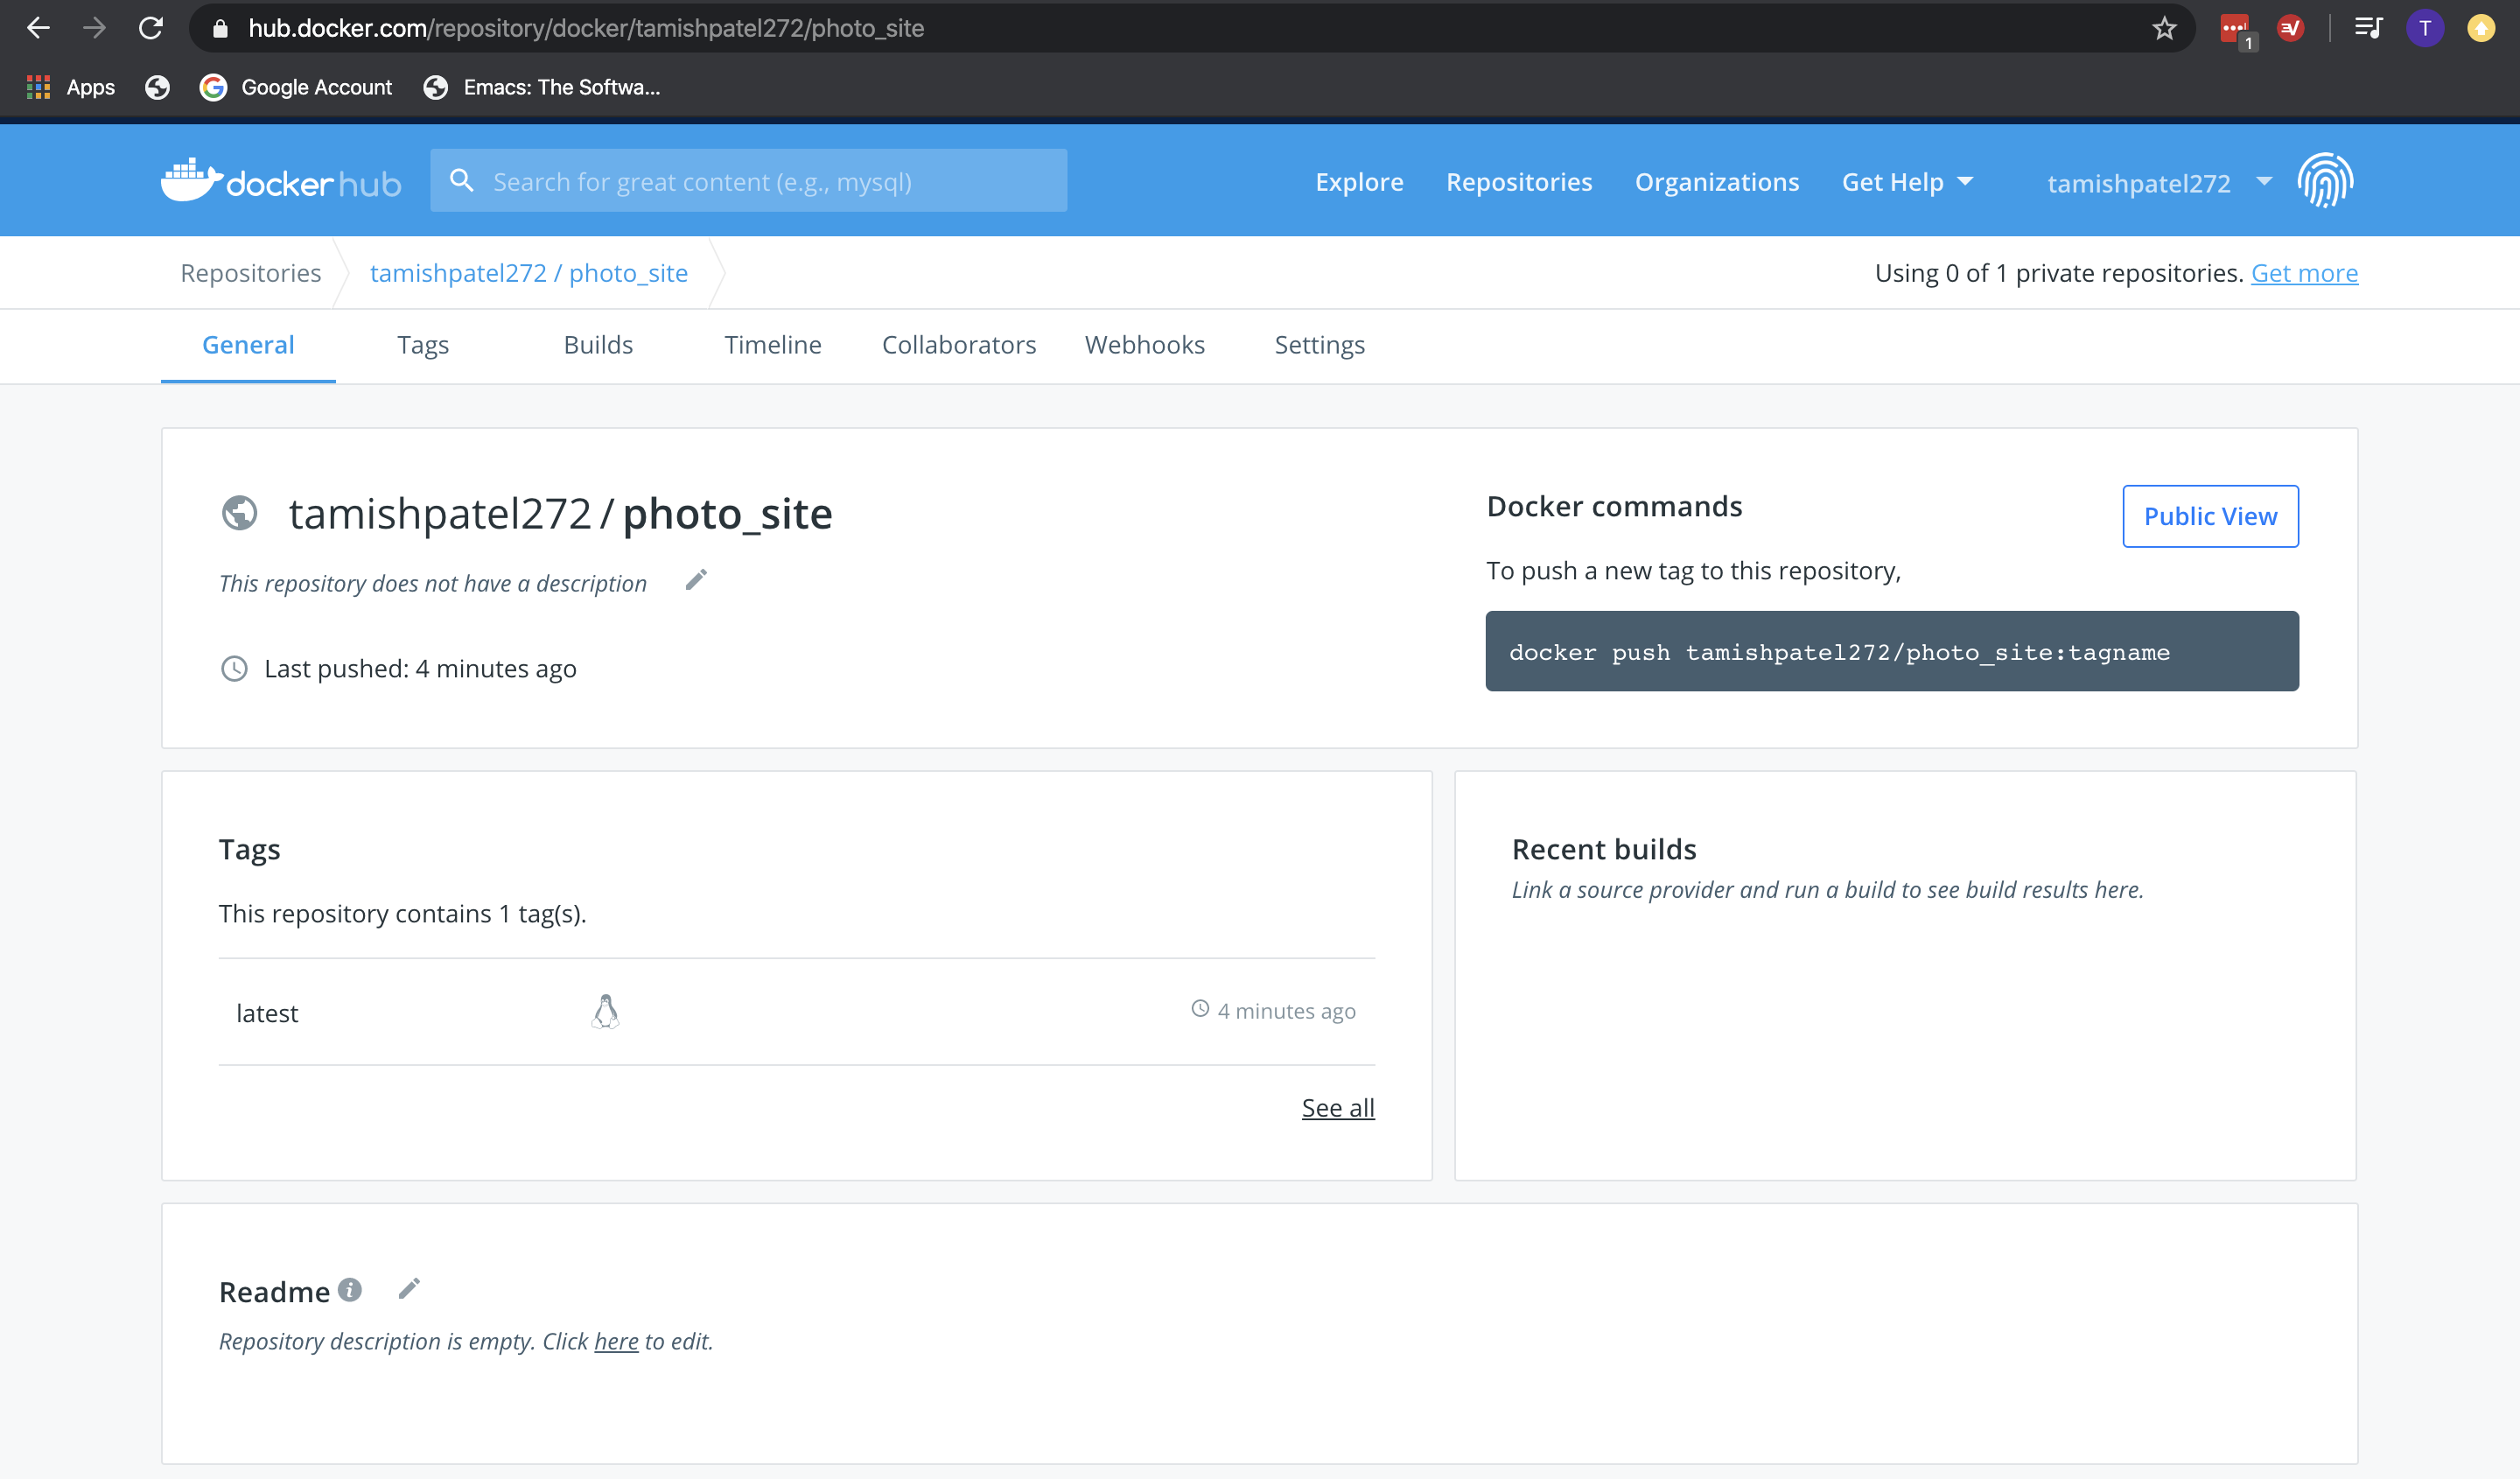 hub.docker.com/repository/docker/tamishpatel272/photo_site
1
T
Apps
Google Account
Emacs: The Softwa...
docker hub
Search for great content (e.g., mysql)
Explore
Repositories
Organizations
Get Help
tamishpatel272
Repositories
tamishpatel272 / photo_site
Using 0 of 1 private repositories. Get more
General
Tags
Builds
Timeline
Collaborators
Webhooks
Settings
tamishpatel272 / photo_site
This repository does not have a description
Last pushed: 4 minutes ago
Docker commands
Public View
To push a new tag to this repository,
docker push tamishpatel272/photo_site:tagname
Tags
This repository contains 1 tag(s).
latest
4 minutes ago
See all
Recent builds
Link a source provider and run a build to see build results here.
Readme
Repository description is empty. Click here to edit.